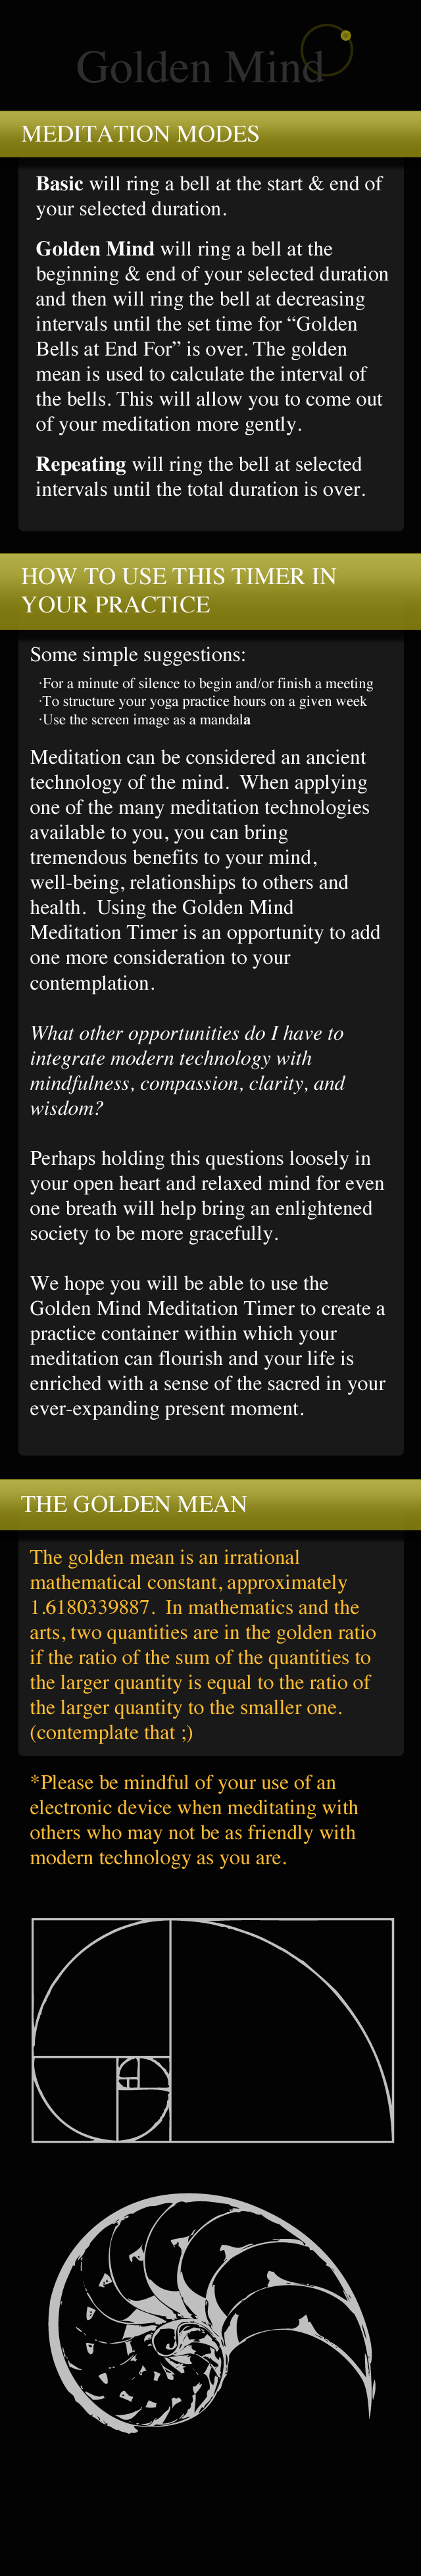 Golden Mind
MEDITATION MODES
Basic will ring a bell at the start & end of
your selected duration.
Golden Mind will ring a bell at the
beginning & end of your selected duration
and then will ring the bell at decreasing
intervals until the set time for “Golden
Bells at End For” is over. The golden
mean is used to calculate the interval of
the bells. This will allow you to come out
of your meditation more gently.
Repeating will ring the bell at selected
intervals until the total duration is over.
HOW TO USE THIS TIMER IN
YOUR PRACTICE
Some simple suggestions:
·For a minute of silence to begin and/or finish a meeting
·To structure your yoga practice hours on a given week
·Use the screen image as a mandala
Meditation can be considered an ancient
technology of the mind.  When applying
one of the many meditation technologies
available to you, you can bring
tremendous benefits to your mind,
well-being, relationships to others and
health.  Using the Golden Mind
Meditation Timer is an opportunity to add
one more consideration to your
contemplation.
What other opportunities do I have to
integrate modern technology with
mindfulness, compassion, clarity, and
wisdom?
Perhaps holding this questions loosely in
your open heart and relaxed mind for even
one breath will help bring an enlightened
society to be more gracefully.
We hope you will be able to use the
Golden Mind Meditation Timer to create a
practice container within which your
meditation can flourish and your life is
enriched with a sense of the sacred in your
ever-expanding present moment.
THE GOLDEN MEAN
The golden mean is an irrational
mathematical constant, approximately
1.6180339887.  In mathematics and the
arts, two quantities are in the golden ratio
if the ratio of the sum of the quantities to
the larger quantity is equal to the ratio of
the larger quantity to the smaller one.
(contemplate that ;)
*Please be mindful of your use of an
electronic device when meditating with
others who may not be as friendly with
modern technology as you are.